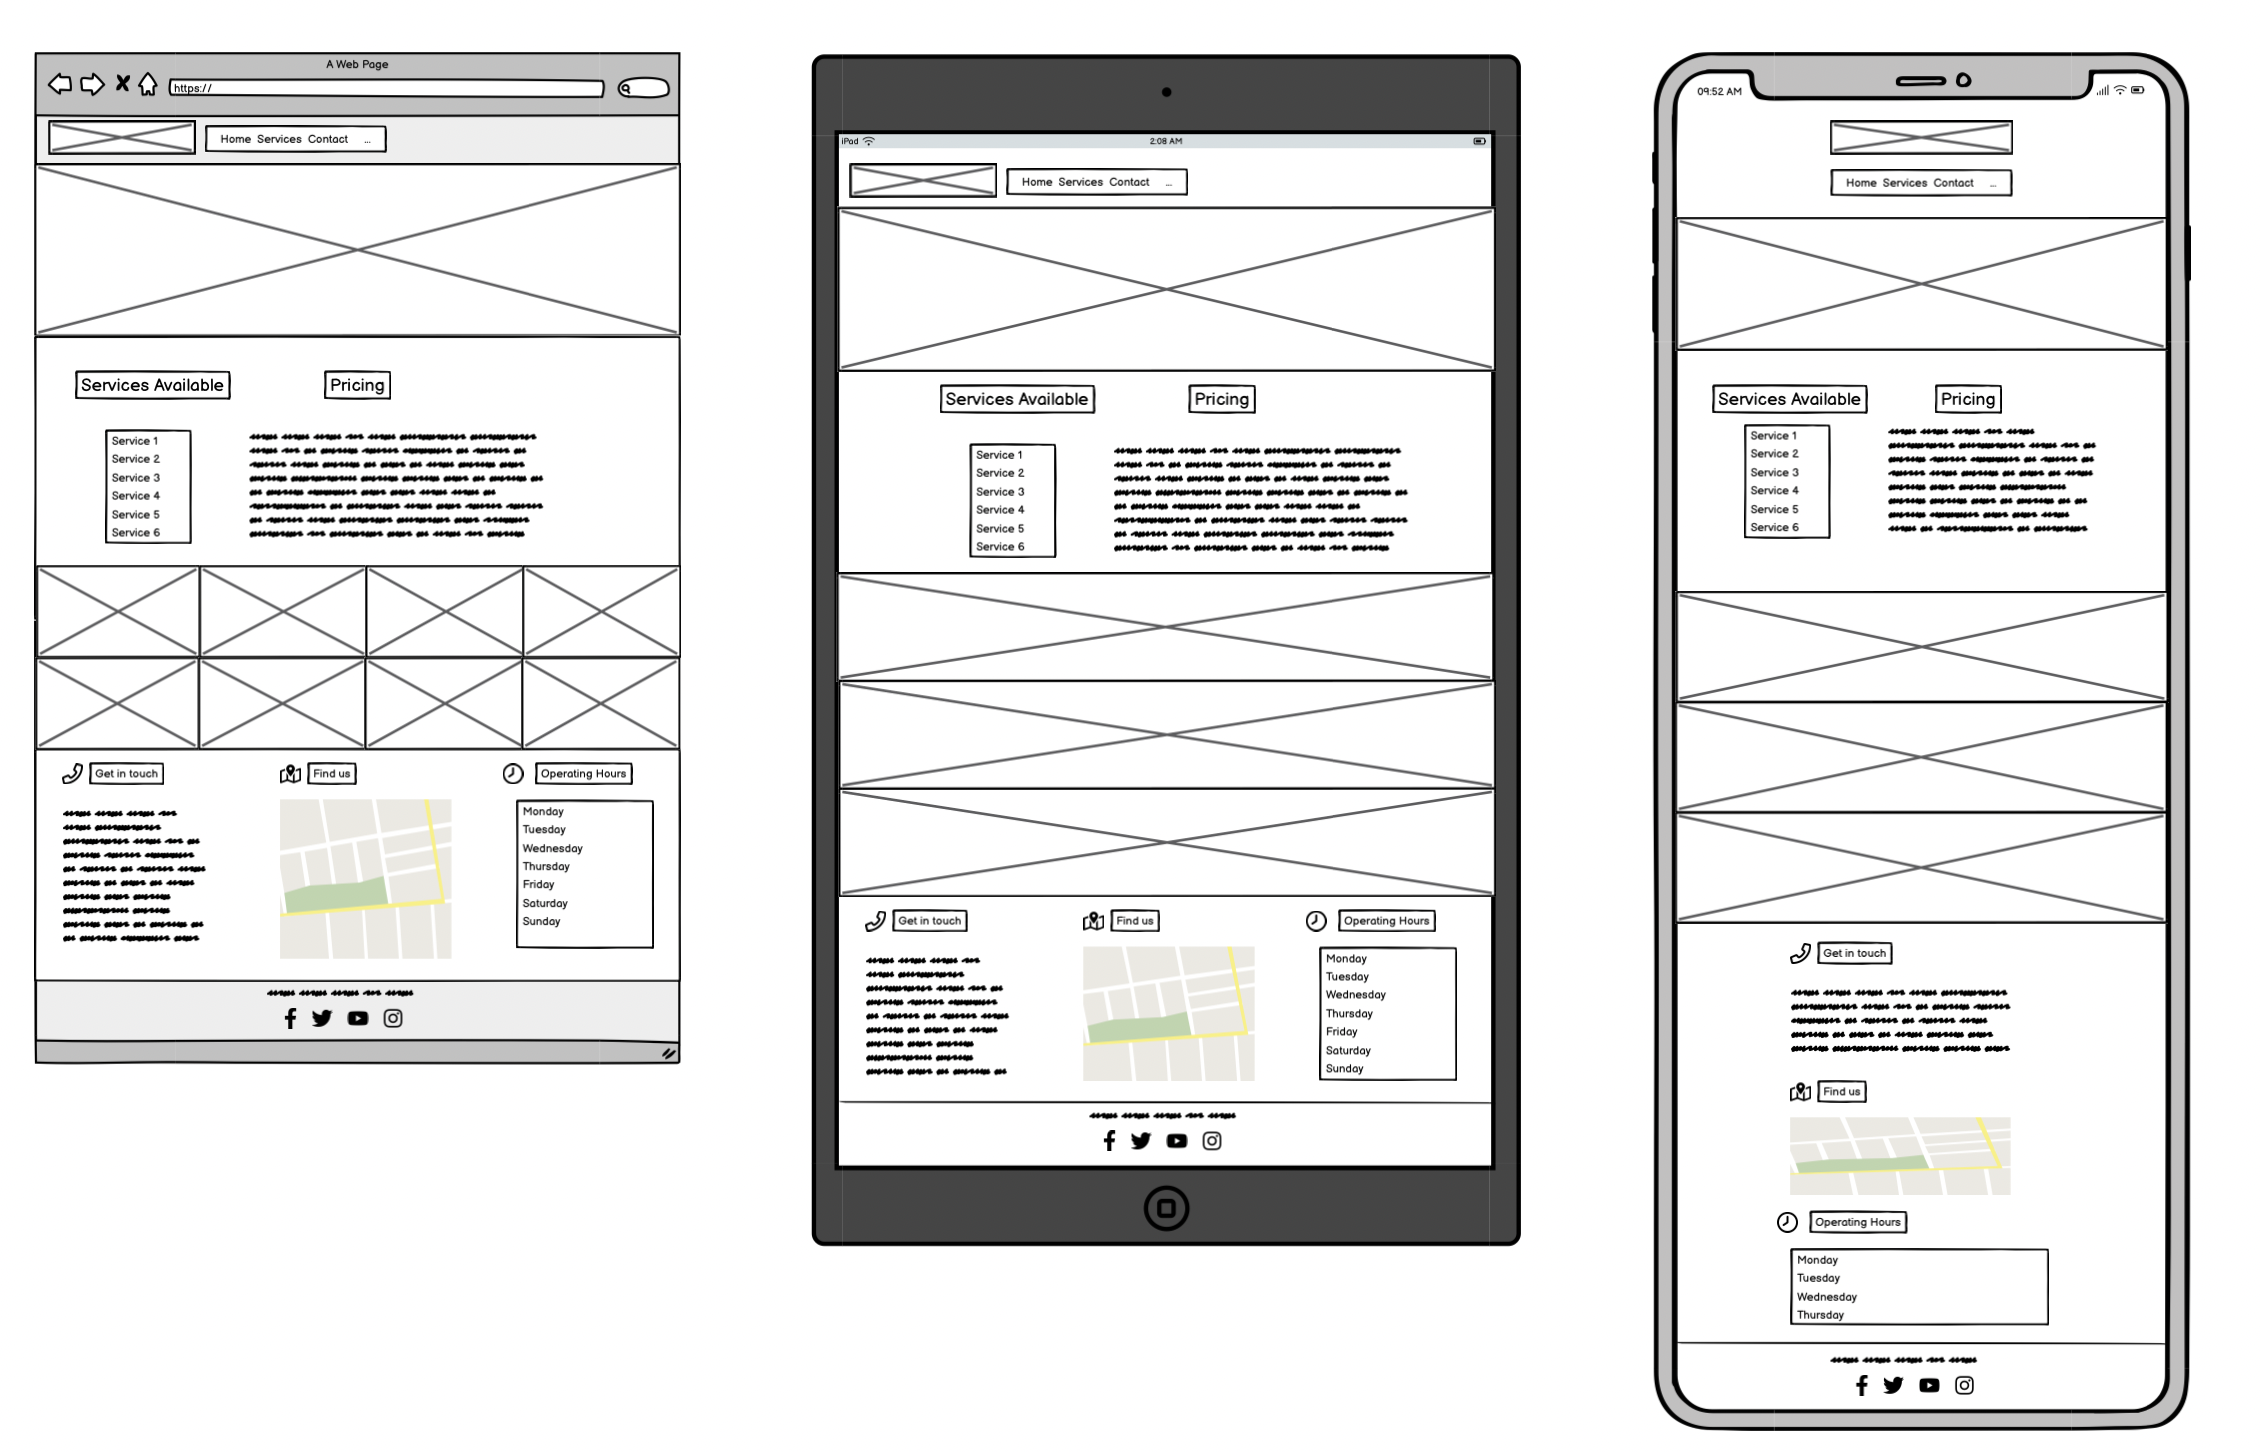 A Web Page
https://
Home Services Contact ...
Services Available
Pricing
Service 1
Service 2
Service 3
Service 4
Service 5
Service 6
Get in touch
Find us
Operating Hours
Monday
Tuesday
Wednesday
Thursday
Friday
Saturday
Sunday
iPad
2:08 AM
Home Services Contact ...
Services Available
Pricing
Service 1
Service 2
Service 3
Service 4
Service 5
Service 6
Get in touch
Find us
Operating Hours
Monday
Tuesday
Wednesday
Thursday
Friday
Saturday
Sunday
09:52 AM
Home Services Contact ...
Services Available
Pricing
Service 1
Service 2
Service 3
Service 4
Service 5
Service 6
Get in touch
Find us
Operating Hours
Monday
Tuesday
Wednesday
Thursday